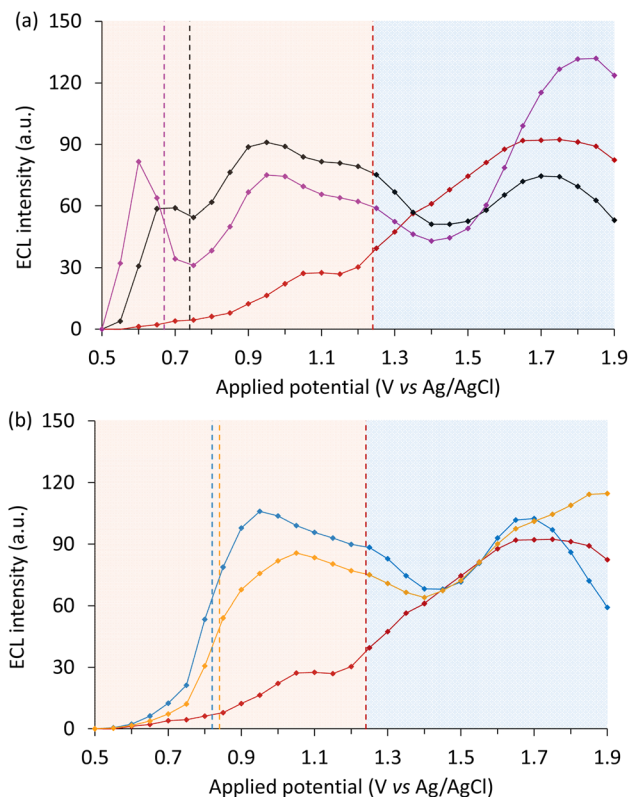 (a)
150
120
90
60
30
0
ECL intensity (a.u.)
0.5 0.7 0.9 1.1 1.3 1.5 1.7 1.9
Applied potential (V vs Ag/AgCl)
(b)
150
120
90
60
30
0
ECL intensity (a.u.)
0.5 0.7 0.9 1.1 1.3 1.5 1.7 1.9
Applied potential (V vs Ag/AgCl)